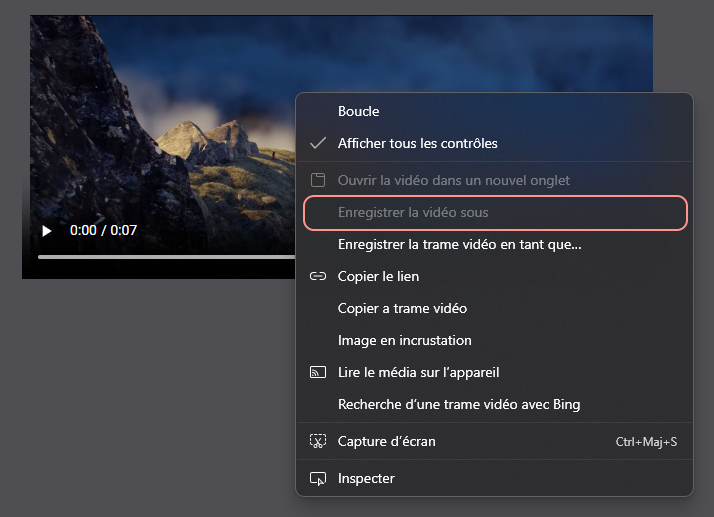 Boucle
Afficher tous les contrôles
Ouvrir la vidéo dans un nouvel onglet
Enregistrer la vidéo sous
0:00 / 0:07
Enregistrer la trame vidéo en tant que...
Copier le lien
Copier a trame vidéo
Image en incrustation
Lire le média sur l'appareil
Recherche d'une trame vidéo avec Bing
Capture d'écran Ctrl+Maj+S
Inspecter